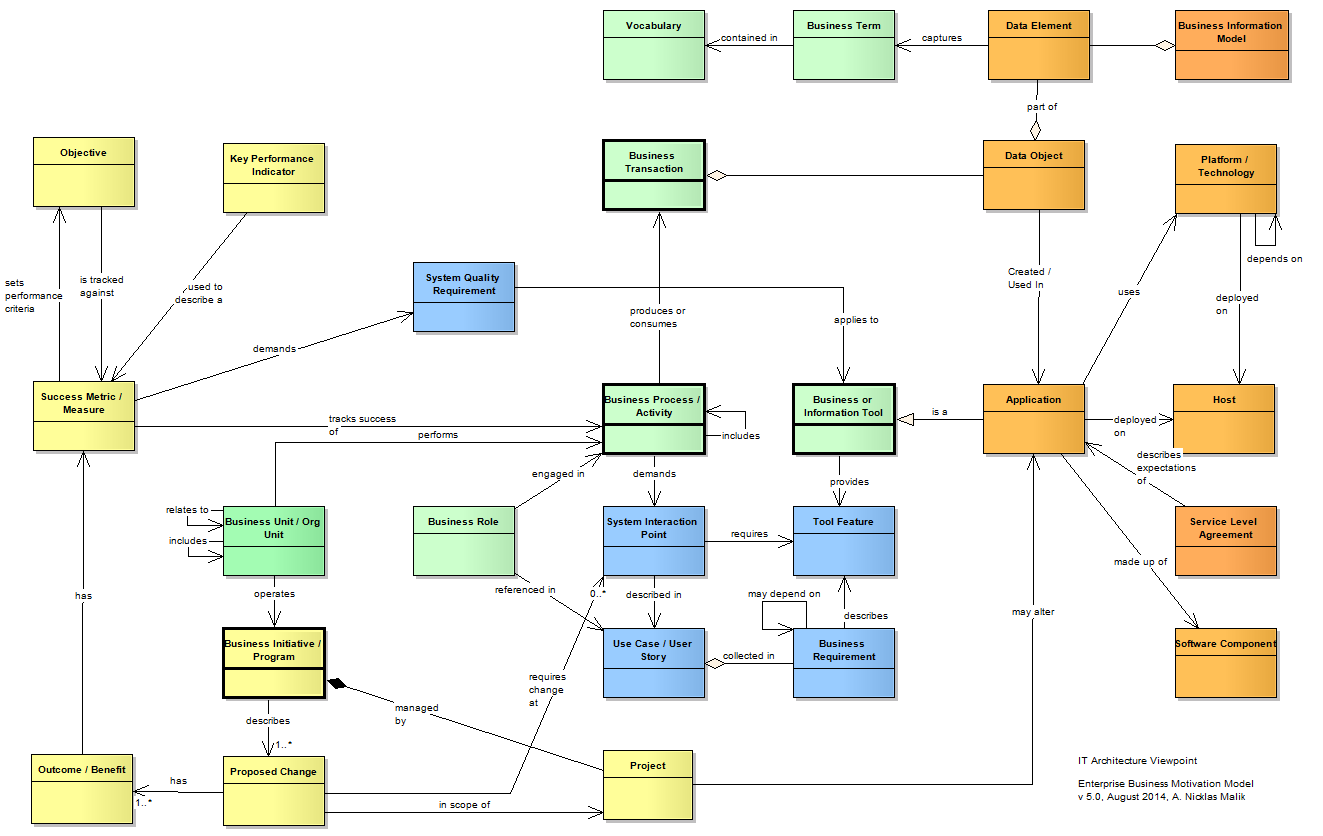 Vocabulary
contained in
Business Term
captures
Data Element
Business Information
Model
part of
Objective
Key Performance
Indicator
Business
Transaction
Data Object
Platform /
Technology
depends on
sets
performance
criteria
is tracked
against
used to
describe a
System Quality
Requirement
produces or
consumes
applies to
Created /
Used In
uses
deployed
on
demands
Success Metric /
Measure
tracks success
of
performs
Business Process /
Activity
includes
Business or
Information Tool
is a
Application
deployed
on
Host
describes
expectations
of
engaged in
demands
provides
relates to
includes
Business Unit / Org
Unit
Business Role
System Interaction
Point
requires
Tool Feature
Service Level
Agreement
made up of
has
operates
referenced in
0..*
described in
may depend on
describes
may alter
Business Initiative /
Program
Use Case / User
Story
collected in
Business
Requirement
Software Component
requires
change
at
managed
by
describes
1..*
Outcome / Benefit
has
1..*
Proposed Change
in scope of
Project
IT Architecture Viewpoint
Enterprise Business Motivation Model
v 5.0, August 2014, A. Nicklas Malik